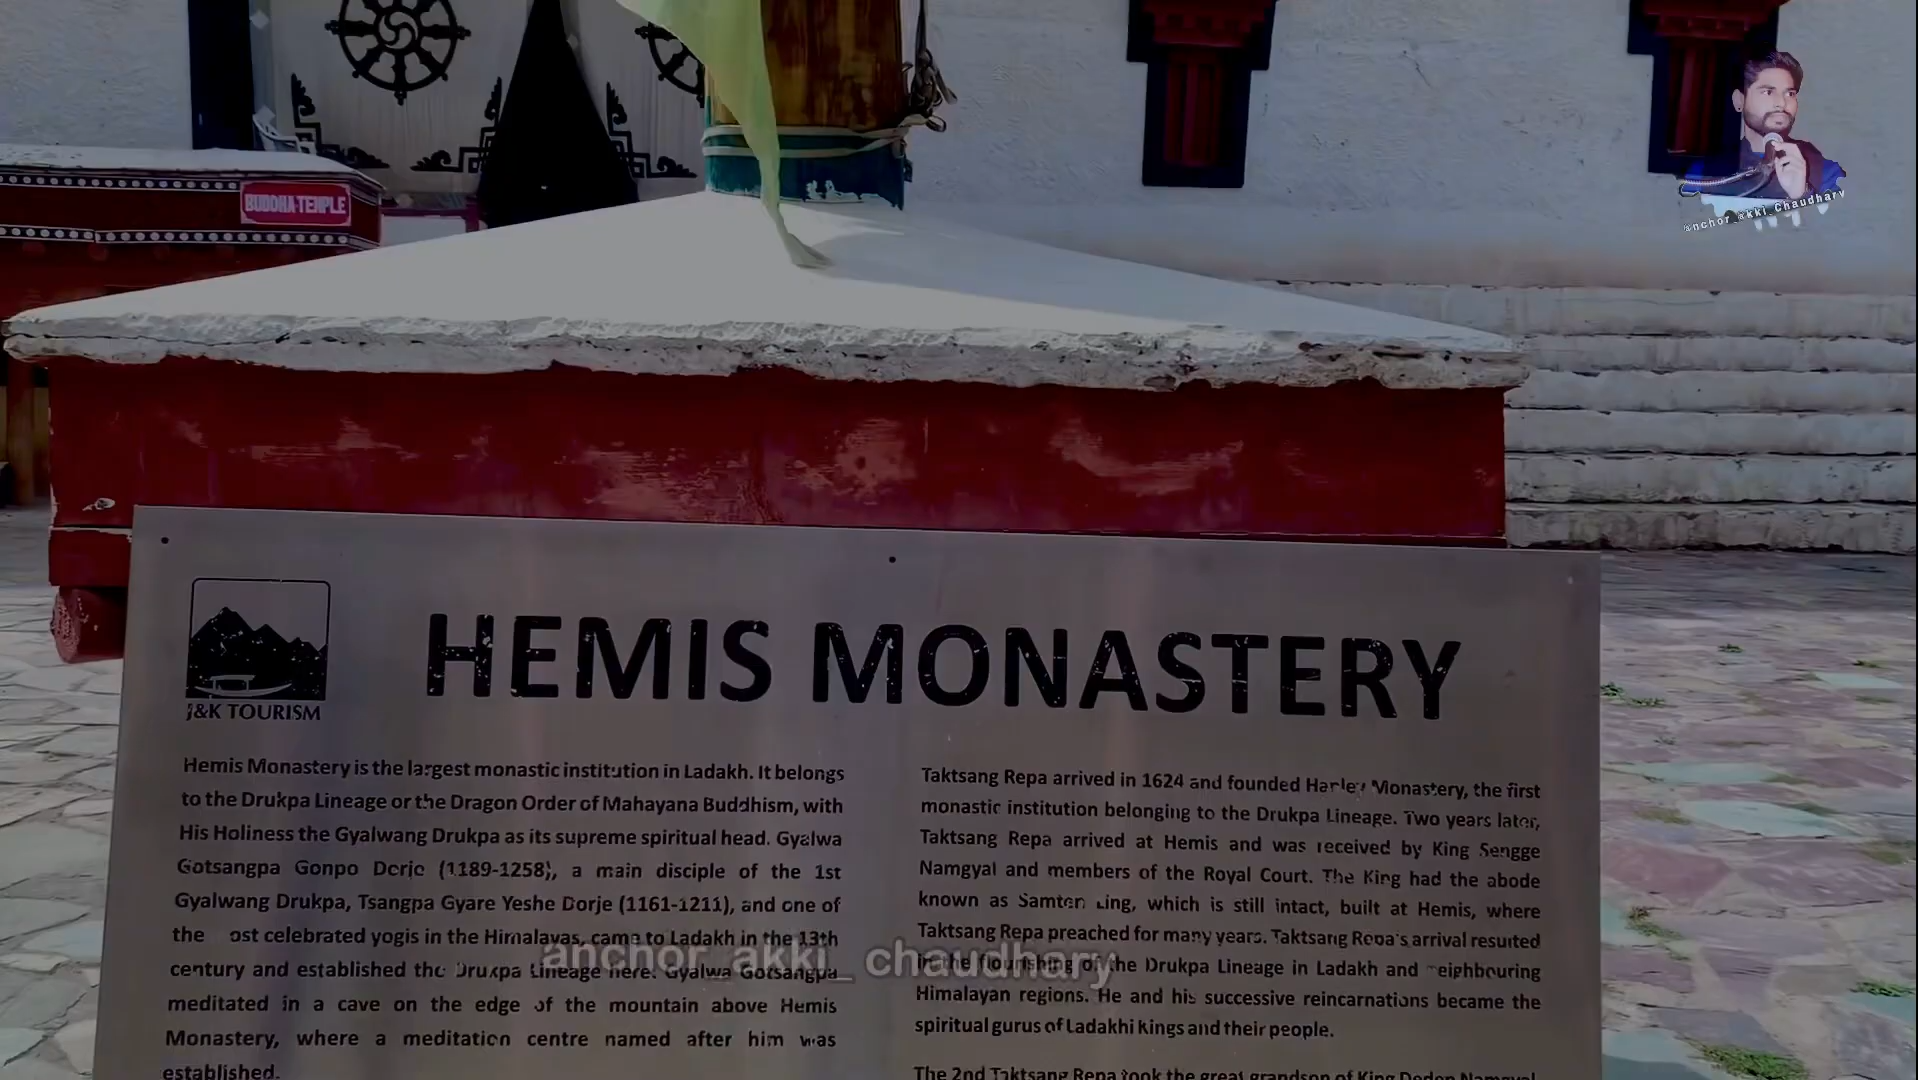 BUDDHA TEMPLE
anchor_akki_Chaudhary
HEMIS MONASTERY
J&K TOURISM
Hemis Monastery is the largest monastic institution in Ladakh. It belongs
to the Drukpa Lineage or the Dragon Order of Mahayana Buddhism, with
His Holiness the Gyalwang Drukpa as its supreme spiritual head. Gyalwa
Gotsangpa Gonpo Dorje (1189-1258), a main disciple of the 1st
Gyalwang Drukpa, Tsangpa Gyare Yeshe Dorje (1161-1211), and one of
the ost celebrated yogis in the Himalayas, came to Ladakh in the 13th
century and established the Drukpa Lineage here. Gyalwa Gotsangpa
meditated in a cave on the edge of the mountain above Hemis
Monastery, where a meditation centre named after him was
established.
Taktsang Repa arrived in 1624 and founded Hanley Monastery, the first
monastic institution belonging to the Drukpa Lineage. Two years later,
Taktsang Repa arrived at Hemis and was received by King Sengge
Namgyal and members of the Royal Court. The King had the abode
known as Samten Ling, which is still intact, built at Hemis, where
Taktsang Repa preached for many years. Taktsang Repa's arrival resulted
in the flourishing of the Drukpa Lineage in Ladakh and eighbouring
Himalayan regions. He and his successive reincarnations became the
spiritual gurus of Ladakhi kings and their people.
The 2nd Taktsang Repa took the great grandson of King Deden Namgyal
anchor_akki_chaudhary